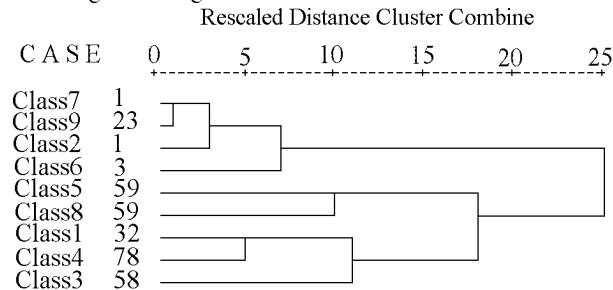 Rescaled Distance Cluster Combine
C A S E 0 5 10 15 20 25
Class7 1
Class9 23
Class2 1
Class6 3
Class5 59
Class8 59
Class1 32
Class4 78
Class3 58